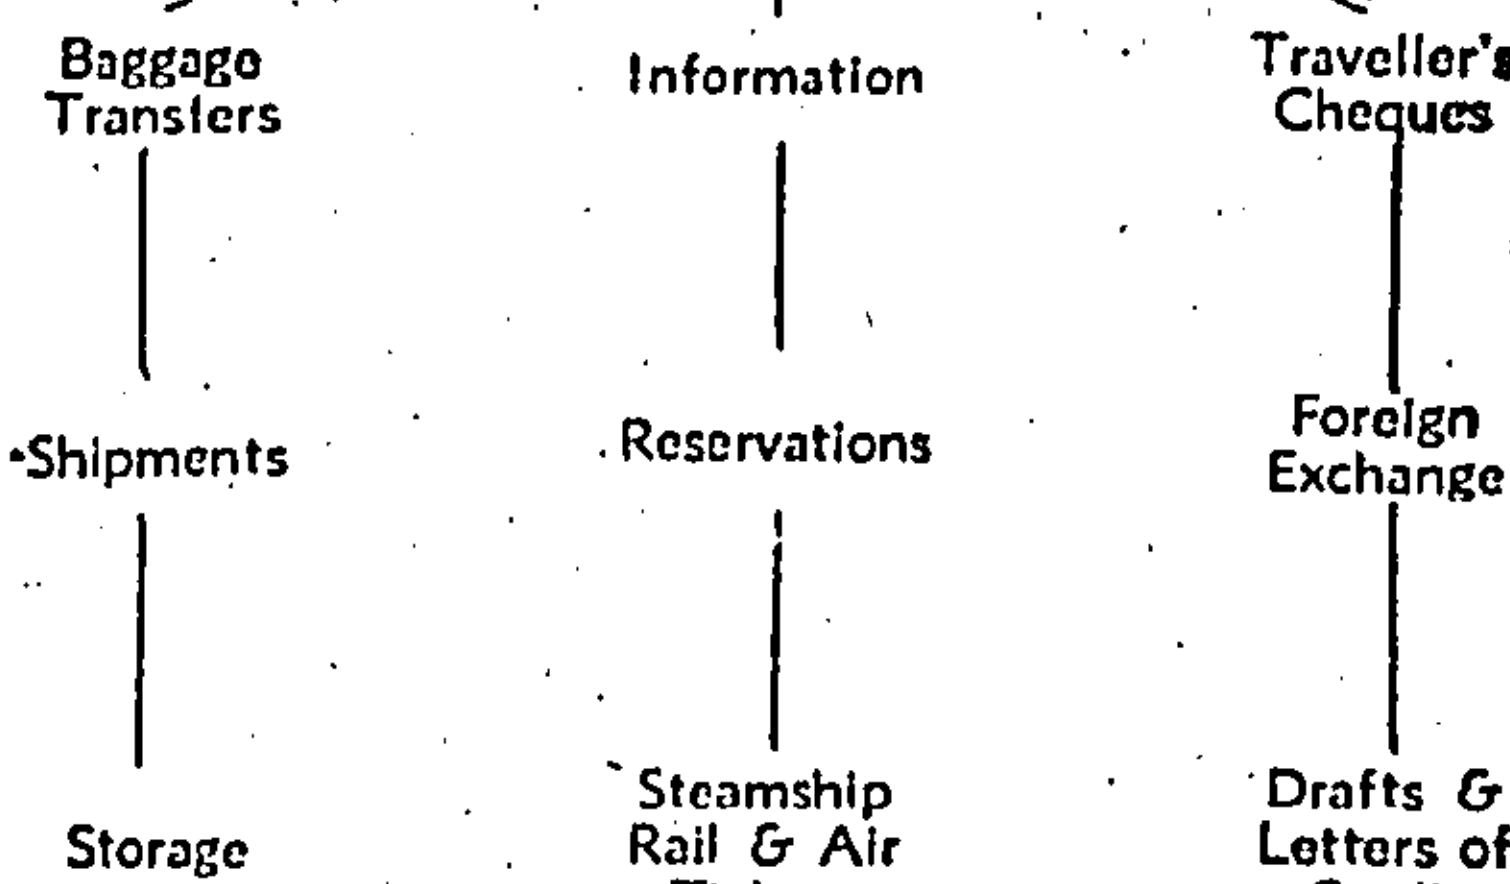 Baggage
Transfers
Information
Traveller's
Cheques
Shipments
Reservations
Foreign
Exchange
Storage
Steamship
Rail & Air
Drafts &
Letters of